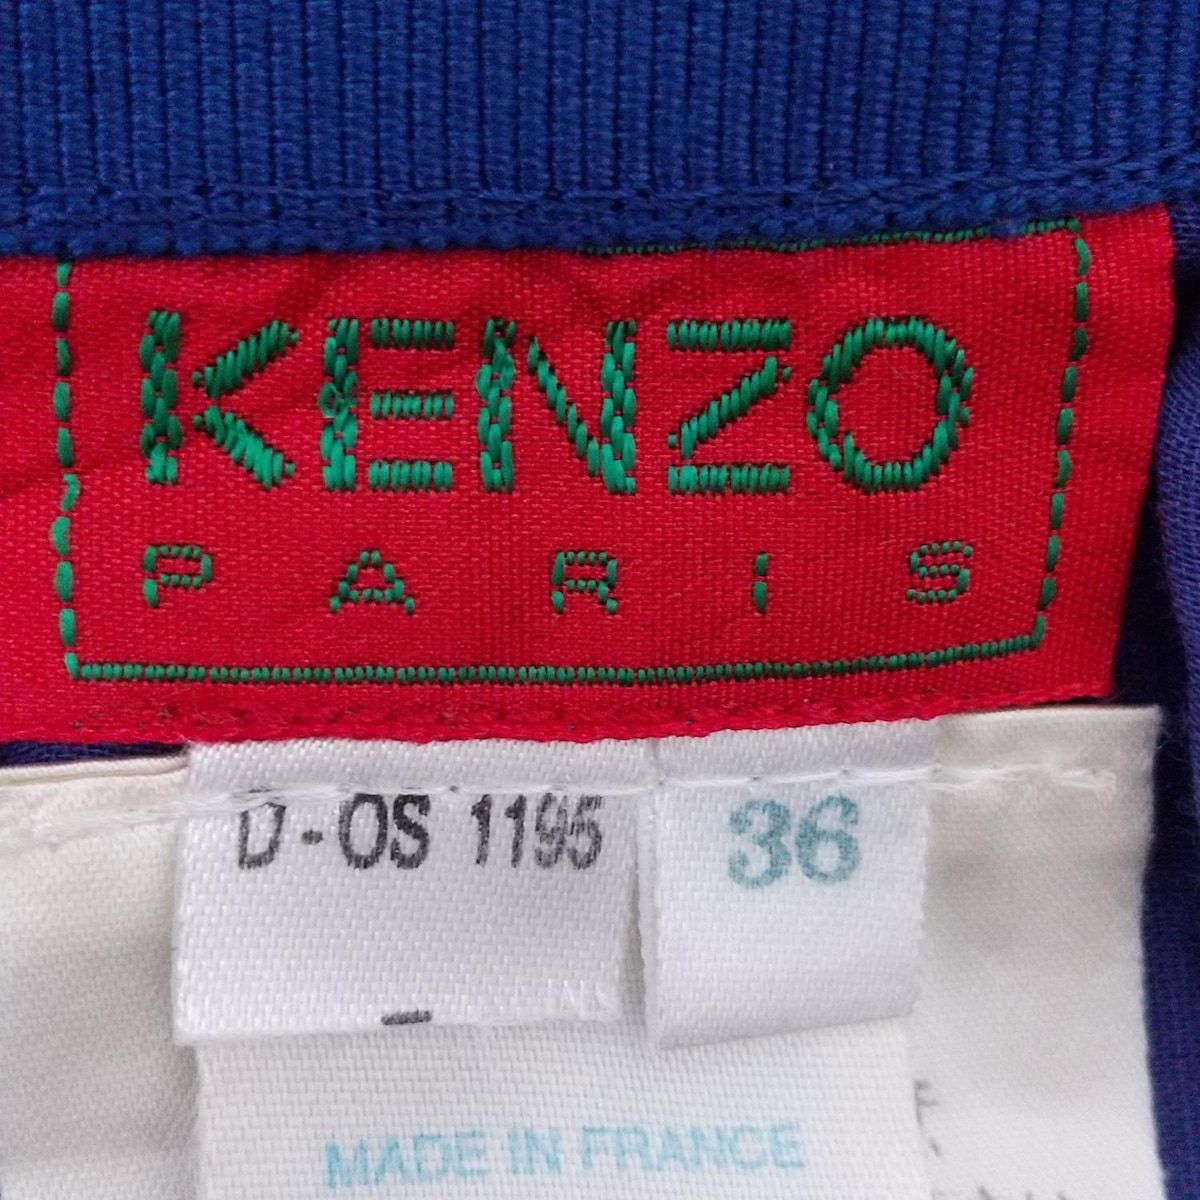 KENZO
PARIS
D-OS 1195
36
MADE IN FRANCE